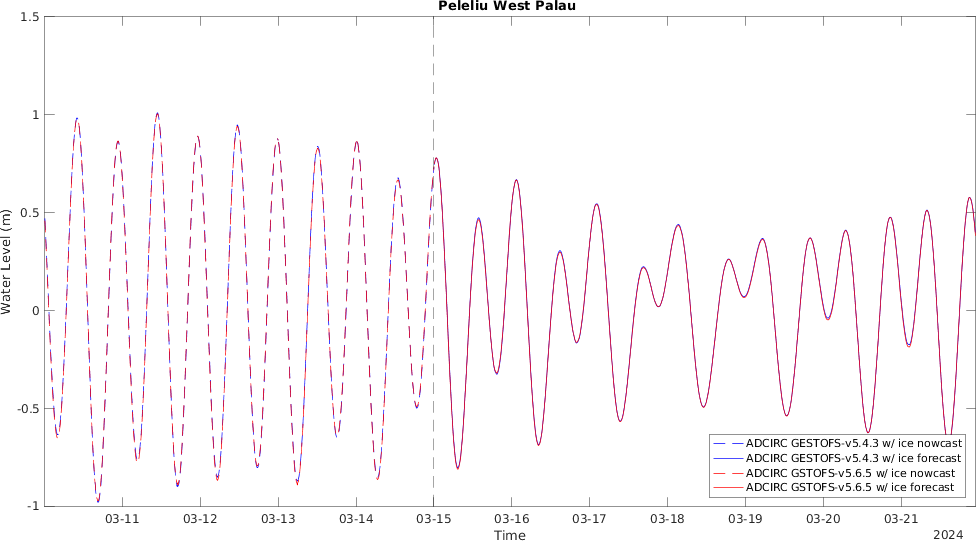 Peleliu West Palau
1.5
1
0.5
0
-0.5
-1
Water Level (m)
03-11 03-12 03-13 03-14 03-15 03-16 03-17 03-18 03-19 03-20 03-21
Time
2024
ADCIRC GESTOFS-v5.4.3 w/ ice nowcast
ADCIRC GESTOFS-v5.4.3 w/ ice forecast
ADCIRC GSTOFS-v5.6.5 w/ ice nowcast
ADCIRC GSTOFS-v5.6.5 w/ ice forecast